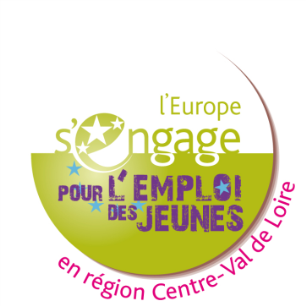 l'Europe
s'engage
POUR L'EMPLOI
DES JEUNES
en région Centre-Val de Loire